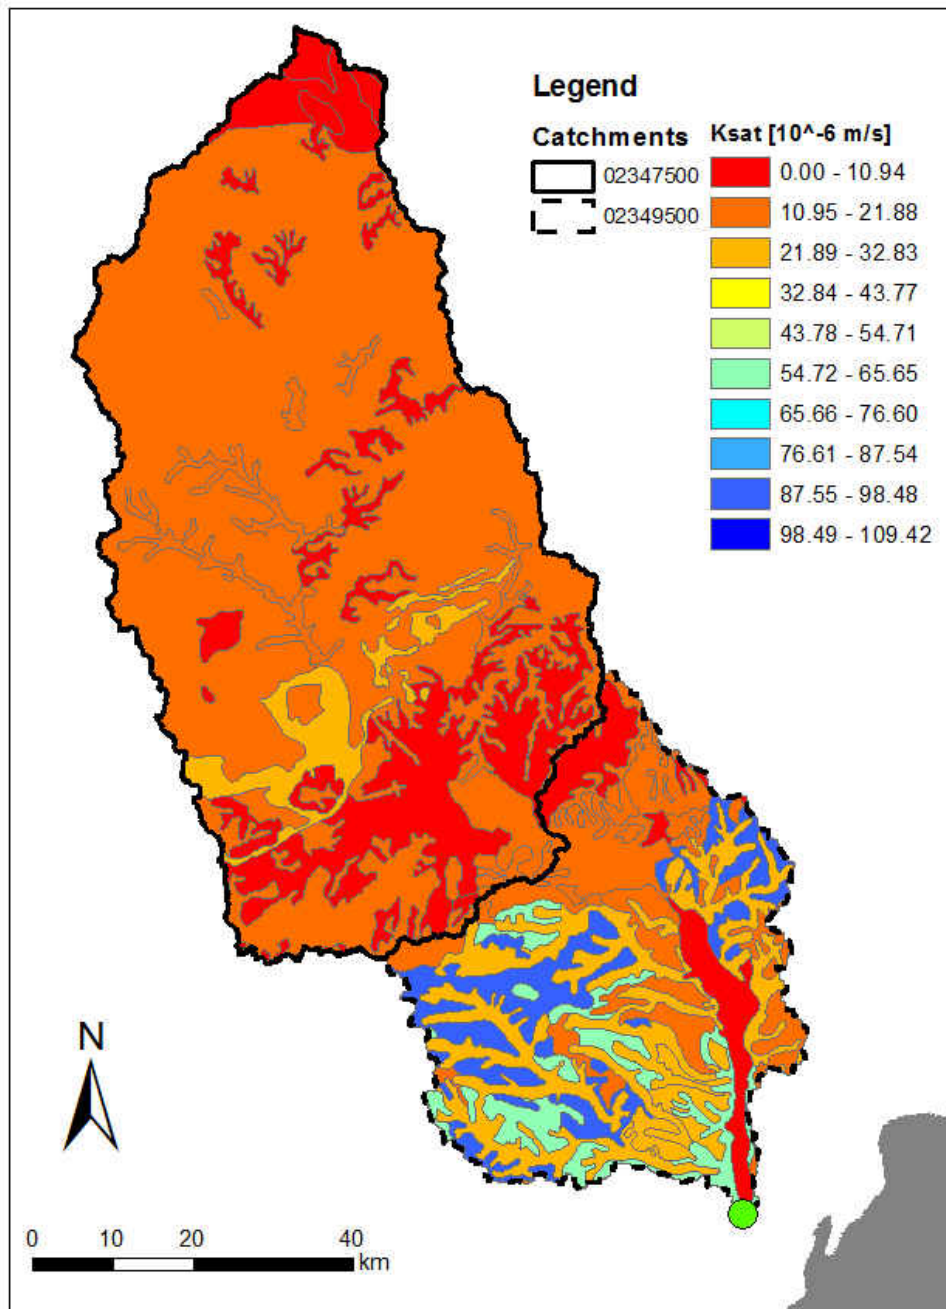 Legend
Catchments
02347500
02349500
Ksat [10^-6 m/s]
0.00 - 10.94
10.95 - 21.88
21.89 - 32.83
32.84 - 43.77
43.78 - 54.71
54.72 - 65.65
65.66 - 76.60
76.61 - 87.54
87.55 - 98.48
98.49 - 109.42
N
0 10 20 40
km